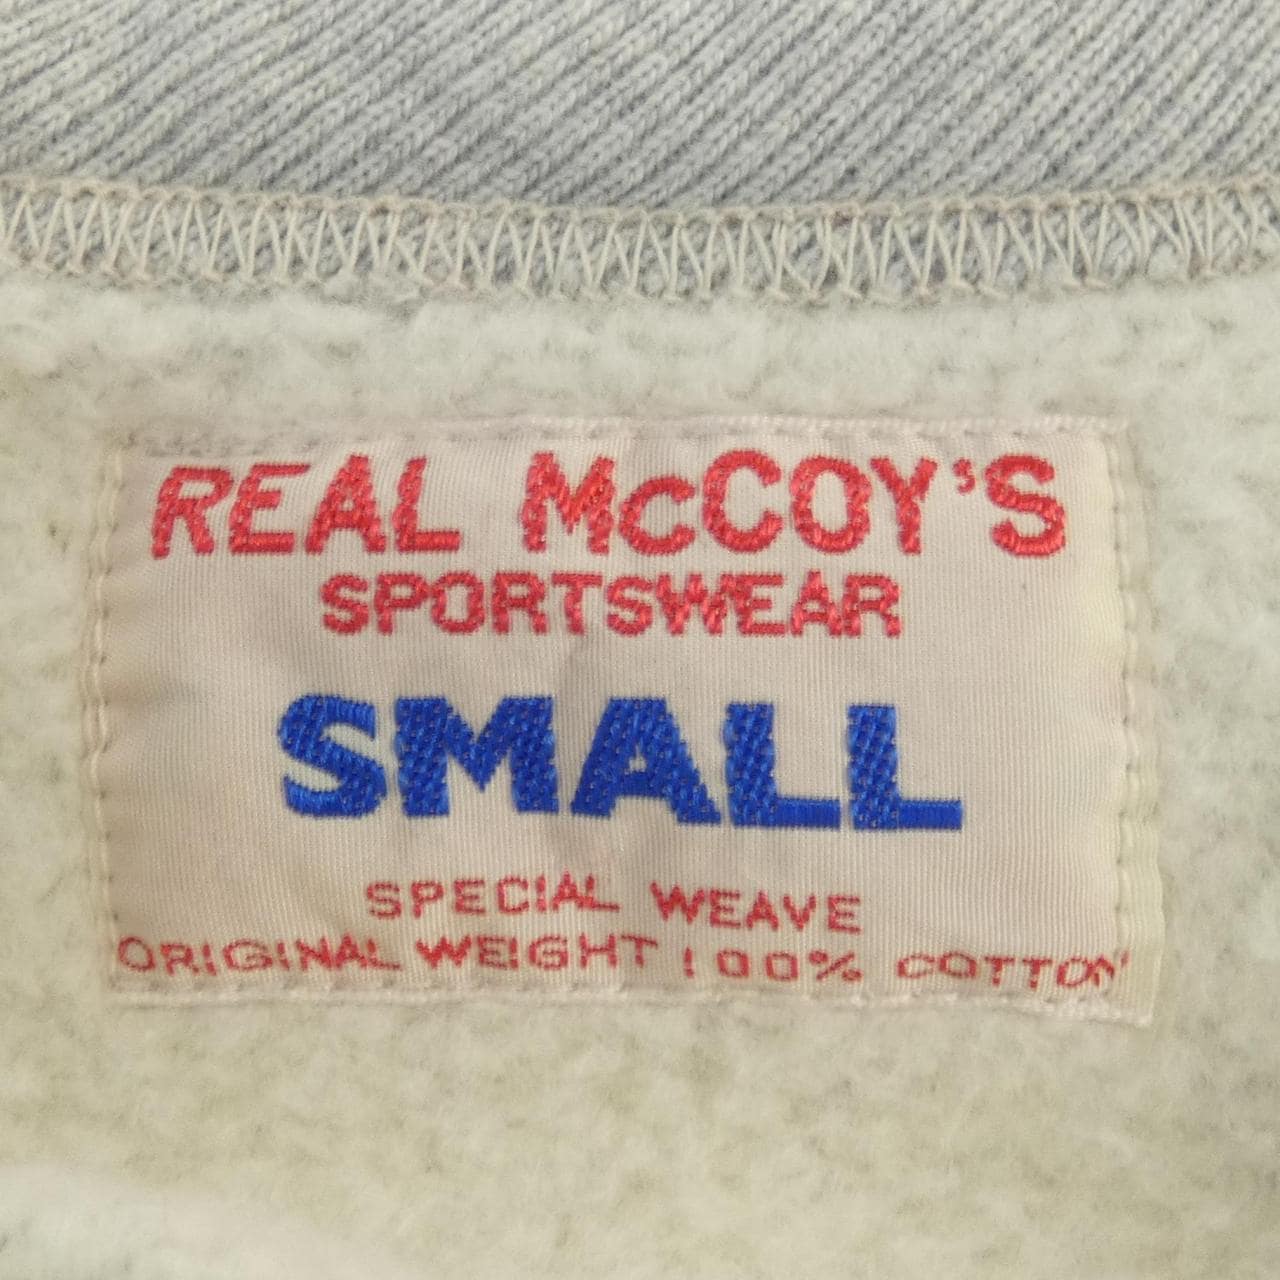 REAL McCOY'S
SPORTSWEAR
SMALL
SPECIAL WEAVE
ORIGINAL WEIGHT 100% COTTON